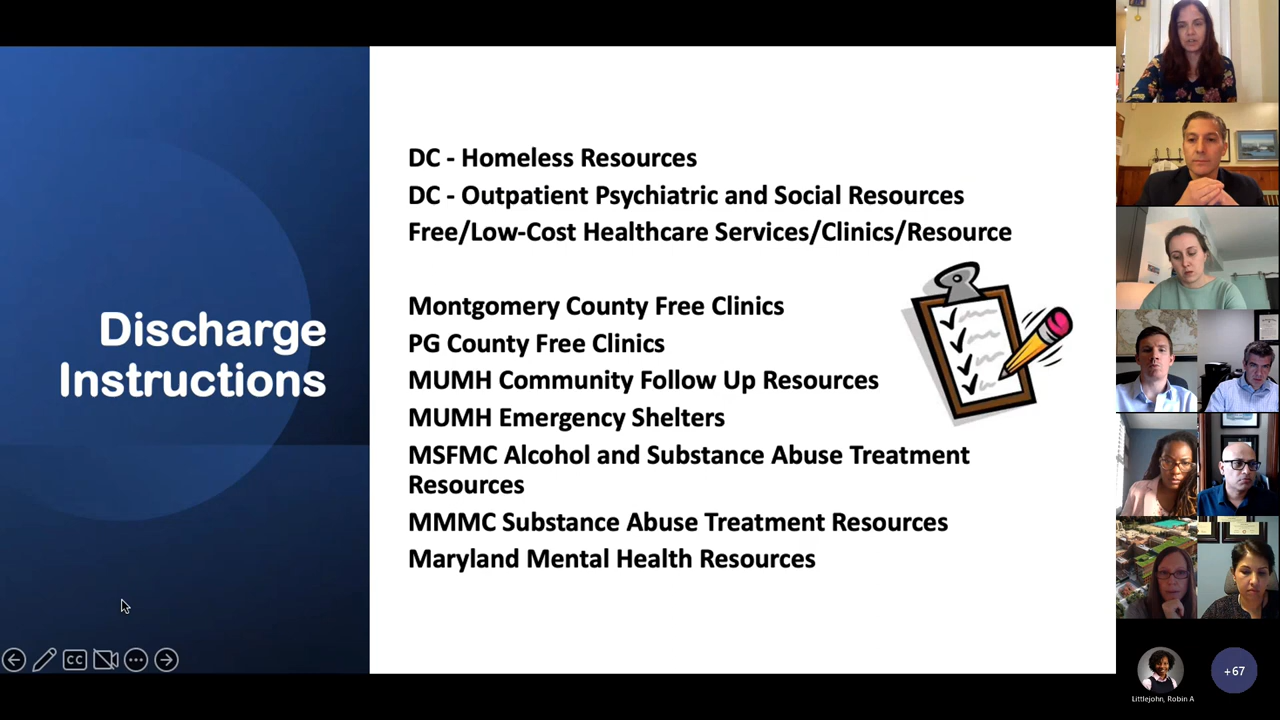 Discharge
Instructions
DC - Homeless Resources
DC - Outpatient Psychiatric and Social Resources
Free/Low-Cost Healthcare Services/Clinics/Resource
Montgomery County Free Clinics
PG County Free Clinics
MUMH Community Follow Up Resources
MUMH Emergency Shelters
MSFMC Alcohol and Substance Abuse Treatment
Resources
MMMC Substance Abuse Treatment Resources
Maryland Mental Health Resources
CC
Littlejohn, Robin A
+67